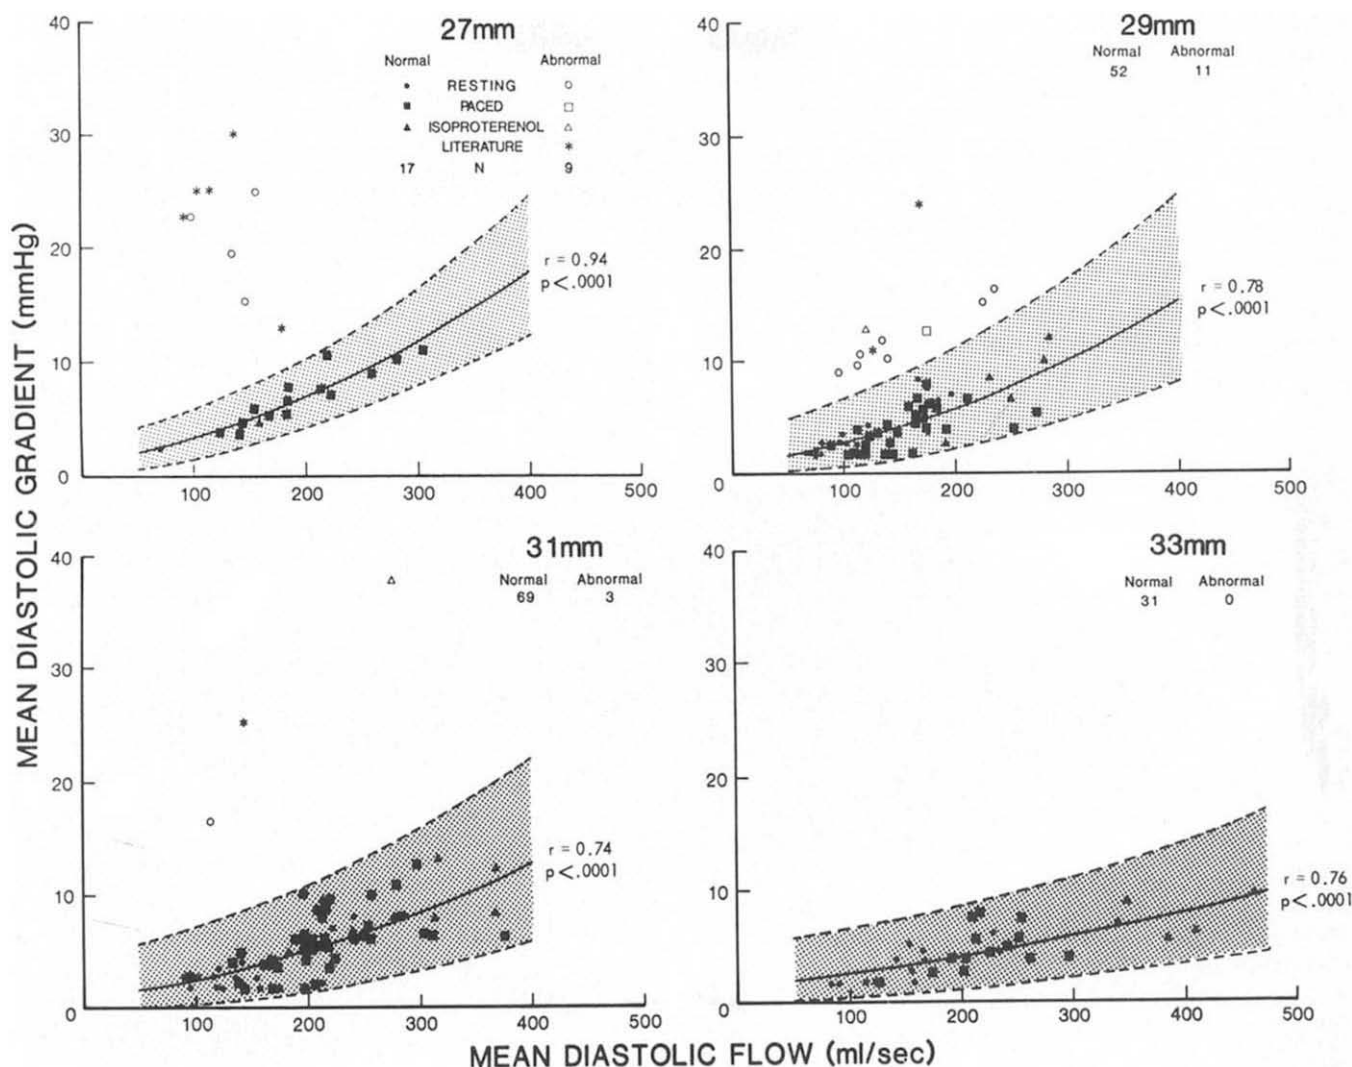 MEAN DIASTOLIC GRADIENT (mmHg)
27mm
Normal Abnormal
RESTING
PACED
ISOPROTERENOL
LITERATURE
17 N 9
r = 0.94
p<.0001
40
30
20
10
0
100 200 300 400 500
29mm
Normal Abnormal
52 11
r = 0.78
p<.0001
40
30
20
10
0
100 200 300 400 500
31mm
Normal Abnormal
69 3
r = 0.74
p<.0001
40
30
20
10
0
100 200 300 400 500
33mm
Normal Abnormal
31 0
r = 0.76
p<.0001
40
30
20
10
0
100 200 300 400 500
MEAN DIASTOLIC FLOW (ml/sec)